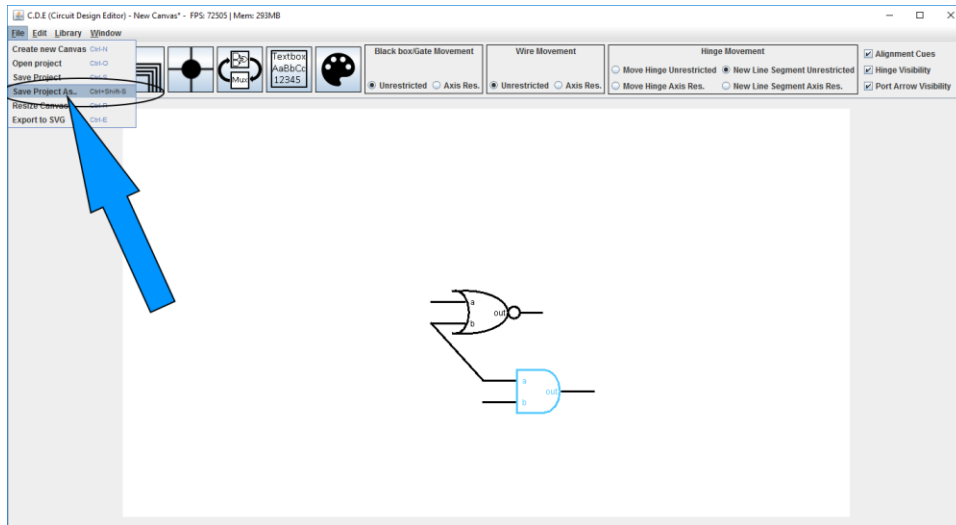 C.D.E (Circuit Design Editor) - New Canvas* - FPS: 72505 | Mem: 293MB
File Edit Library Window
Create new Canvas Ctrl-N
Open project Ctrl-O
Save Project Ctrl-S
Save Project As.. Ctrl+Shift-S
Resize Canvas Ctrl-R
Export to SVG Ctrl-E
Mux
Textbox
AaBbCc
12345
Black box/Gate Movement
Unrestricted Axis Res.
Wire Movement
Unrestricted Axis Res.
Hinge Movement
Move Hinge Unrestricted New Line Segment Unrestricted
Move Hinge Axis Res. New Line Segment Axis Res.
Alignment Cues
Hinge Visibility
Port Arrow Visibility
a
out
b
a
out
b